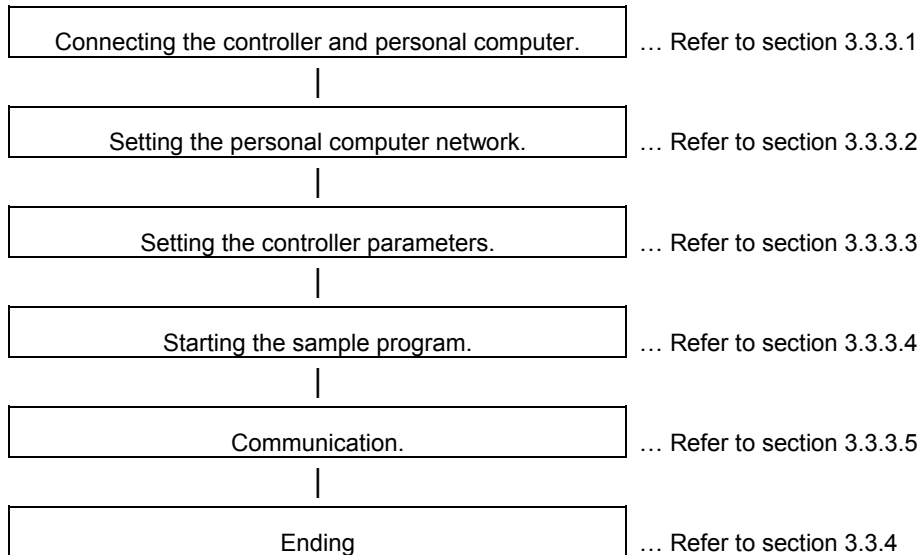 Connecting the controller and personal computer. … Refer to section 3.3.3.1
Setting the personal computer network. … Refer to section 3.3.3.2
Setting the controller parameters. … Refer to section 3.3.3.3
Starting the sample program. … Refer to section 3.3.3.4
Communication. … Refer to section 3.3.3.5
Ending … Refer to section 3.3.4